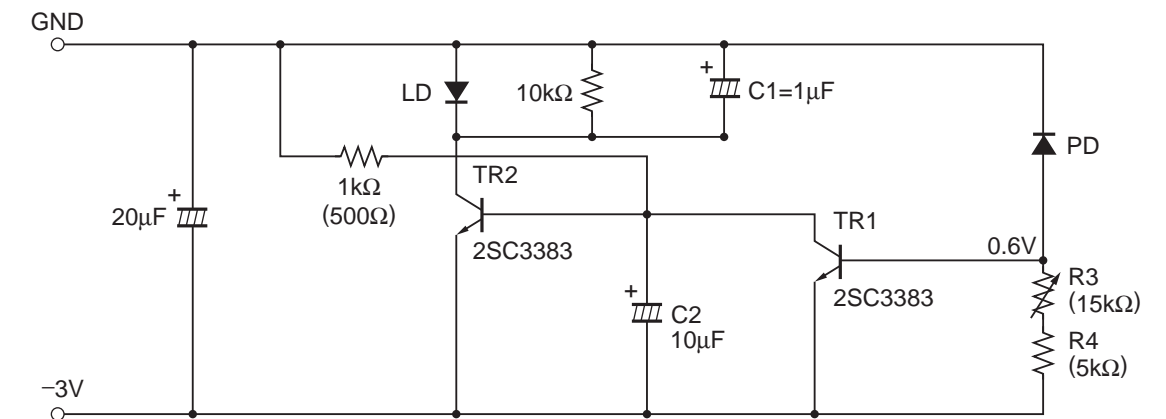 GND
LD
10kΩ
+
C1=1μF
PD
1kΩ
(500Ω)
TR2
+
20μF
2SC3383
TR1
0.6V
2SC3383
R3
(15kΩ)
+
C2
10μF
R4
(5kΩ)
−3V